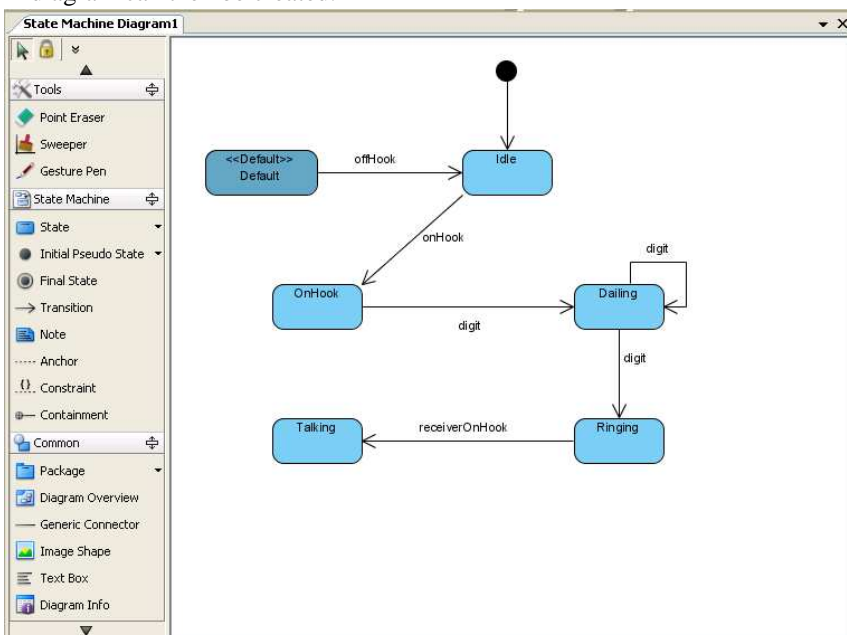 State Machine Diagram1
Tools
Point Eraser
Sweeper
Gesture Pen
State Machine
State
Initial Pseudo State
Final State
Transition
Note
Anchor
{} Constraint
Containment
Common
Package
Diagram Overview
Generic Connector
Image Shape
Text Box
Diagram Info
<<Default>>
Default
offHook
Idle
onHook
OnHook
digit
Dailing
digit
digit
Talking
receiverOnHook
Ringing